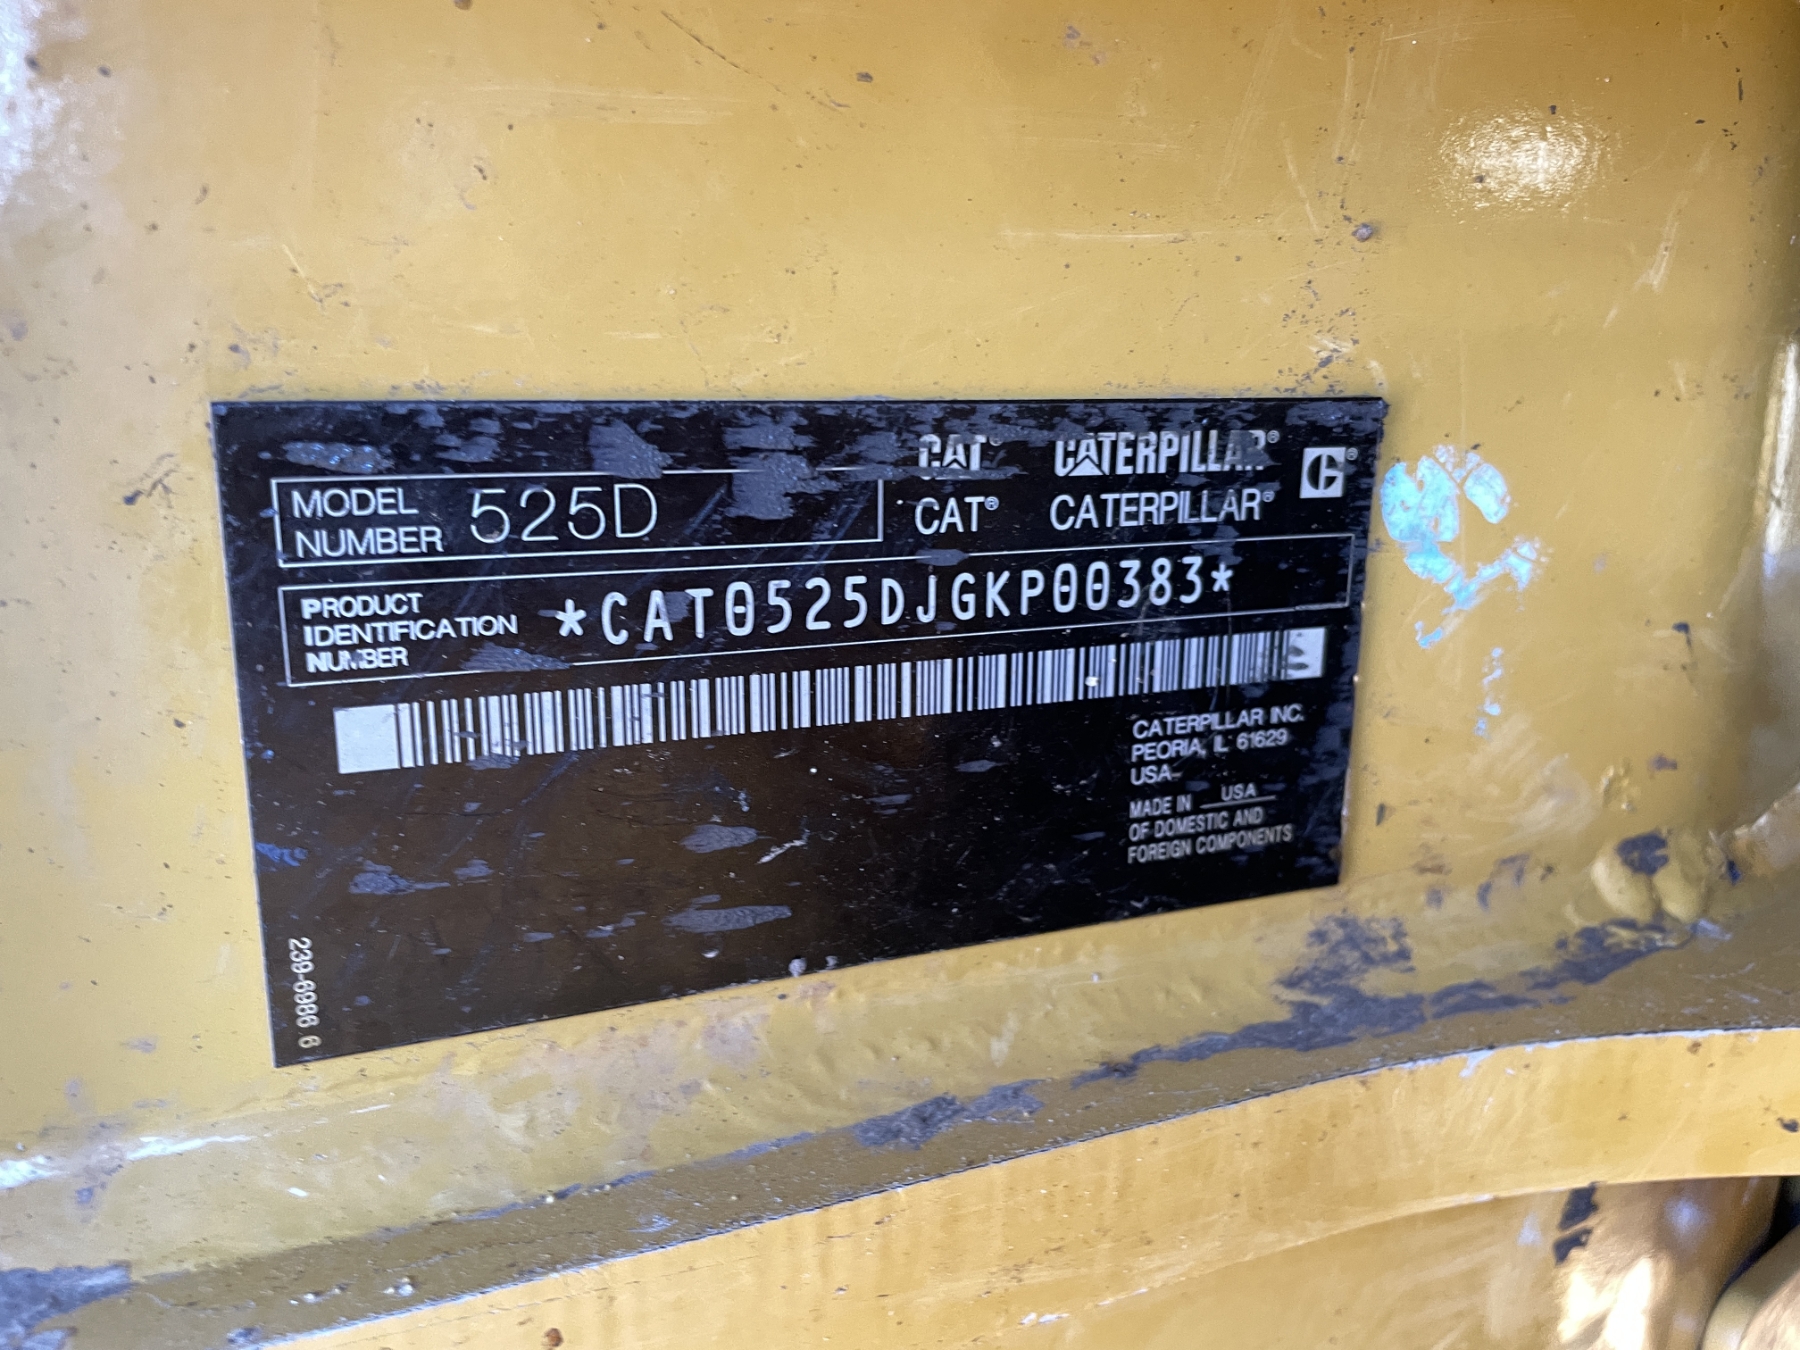 CAT® CATERPILLAR®
MODEL NUMBER 525D
CAT® CATERPILLAR®
PRODUCT IDENTIFICATION NUMBER *CAT0525DJGKP00383*
CATERPILLAR INC.
PEORIA, IL 61629
USA
MADE IN USA
OF DOMESTIC AND
FOREIGN COMPONENTS
239-6986 6